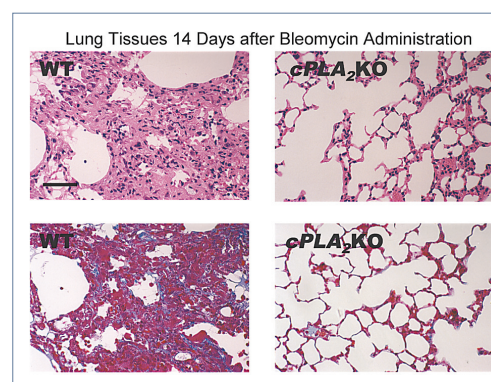 Lung Tissues 14 Days after Bleomycin Administration
WT
cPLA₂KO
WT
cPLA₂KO